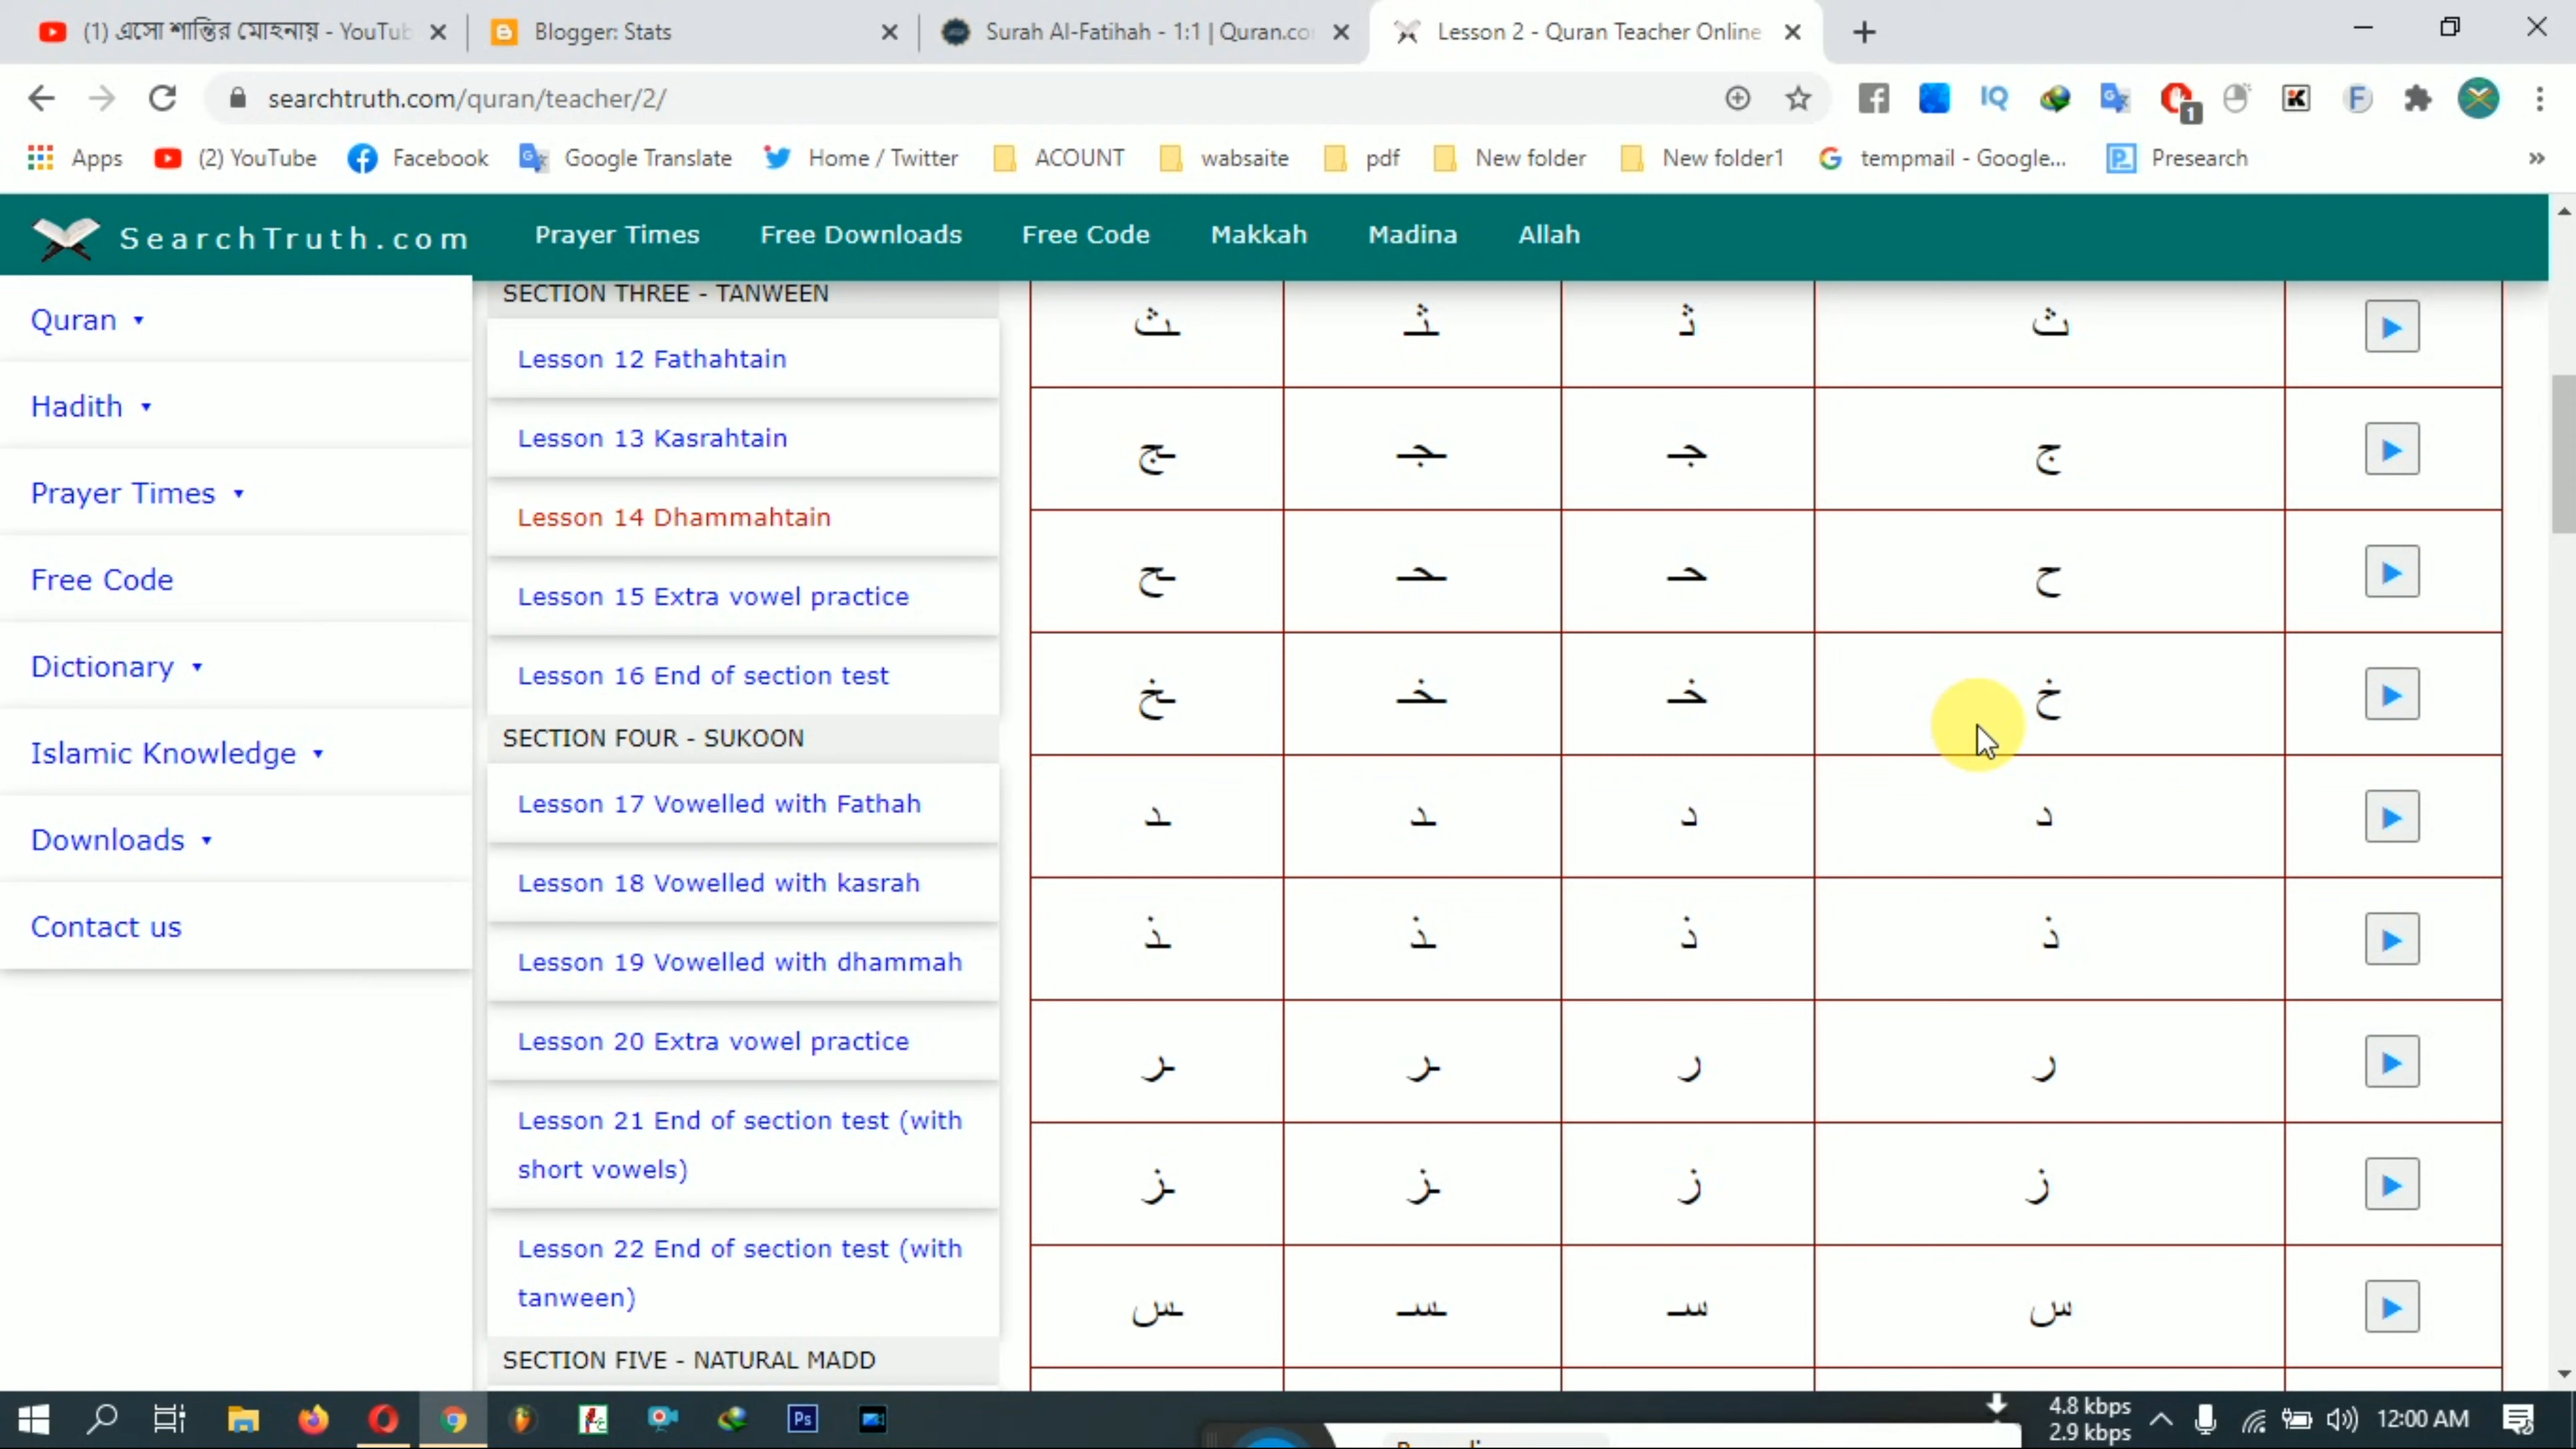 (1) এসো শান্তির মোহনায় - YouTub
Blogger: Stats
Surah Al-Fatihah - 1:1 | Quran.co
Lesson 2 - Quran Teacher Online
searchtruth.com/quran/teacher/2/
IQ
1
K
F
Apps
(2) YouTube
Facebook
Google Translate
Home / Twitter
ACOUNT
wabsaite
pdf
New folder
New folder1
tempmail - Google...
Presearch
»
SearchTruth.com
Prayer Times
Free Downloads
Free Code
Makkah
Madina
Allah
Quran
Hadith
Prayer Times
Free Code
Dictionary
Islamic Knowledge
Downloads
Contact us
SECTION THREE - TANWEEN
Lesson 12 Fathahtain
Lesson 13 Kasrahtain
Lesson 14 Dhammahtain
Lesson 15 Extra vowel practice
Lesson 16 End of section test
SECTION FOUR - SUKOON
Lesson 17 Vowelled with Fathah
Lesson 18 Vowelled with kasrah
Lesson 19 Vowelled with dhammah
Lesson 20 Extra vowel practice
Lesson 21 End of section test (with
short vowels)
Lesson 22 End of section test (with
tanween)
SECTION FIVE - NATURAL MADD
ث ثـ ـثـ ـث
ج جـ ـجـ ـج
ح حـ ـحـ ـح
خ خـ ـخـ ـخ
د د ـد ـد
ذ ذ ـذ ـذ
ر ر ـر ـر
ز ز ـز ـز
س سـ ـسـ ـس
Ps
4.8 kbps
2.9 kbps
12:00 AM